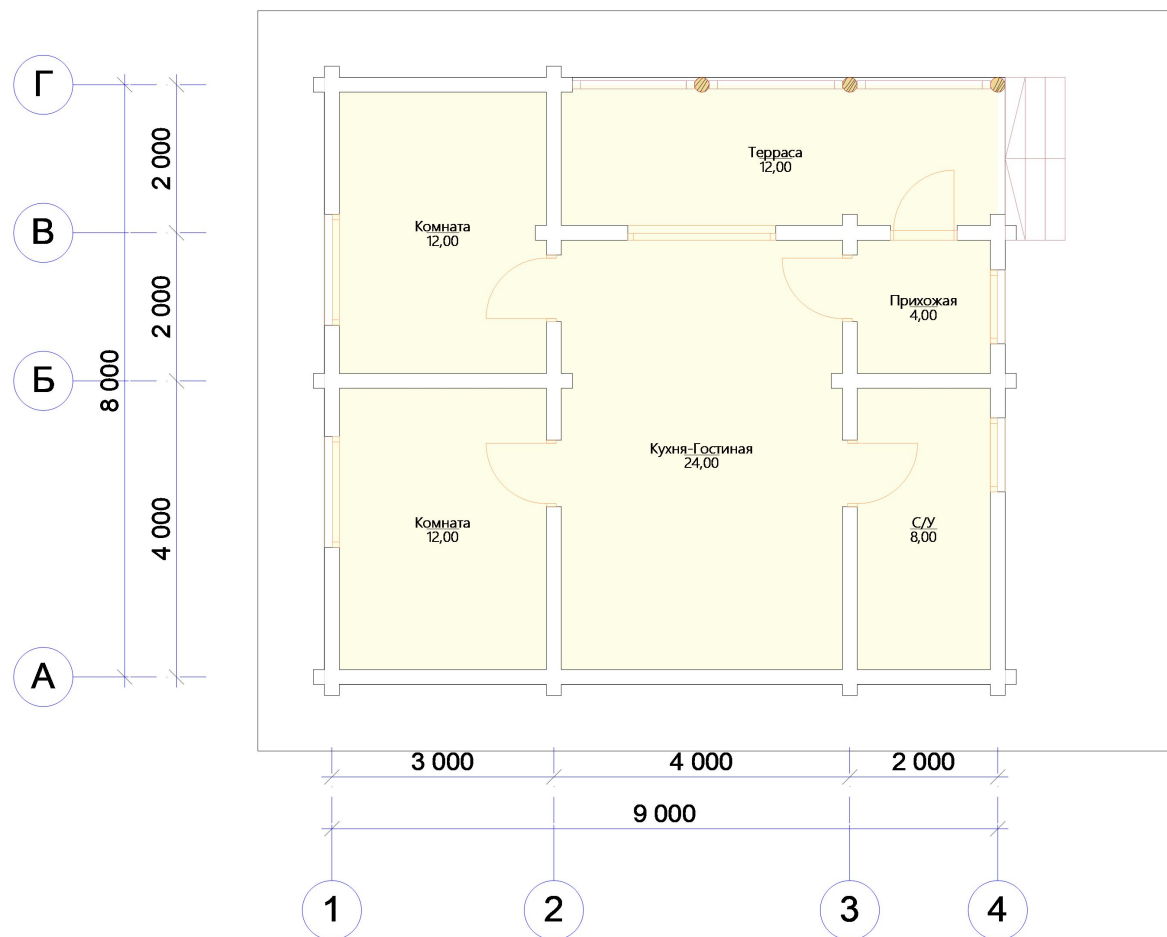 Г
2 000
Терраса
12,00
В
Комната
12,00
2 000
Прихожая
4,00
Б
8 000
Кухня-Гостиная
24,00
4 000
Комната
12,00
С/У
8,00
А
3 000
4 000
2 000
9 000
1
2
3
4